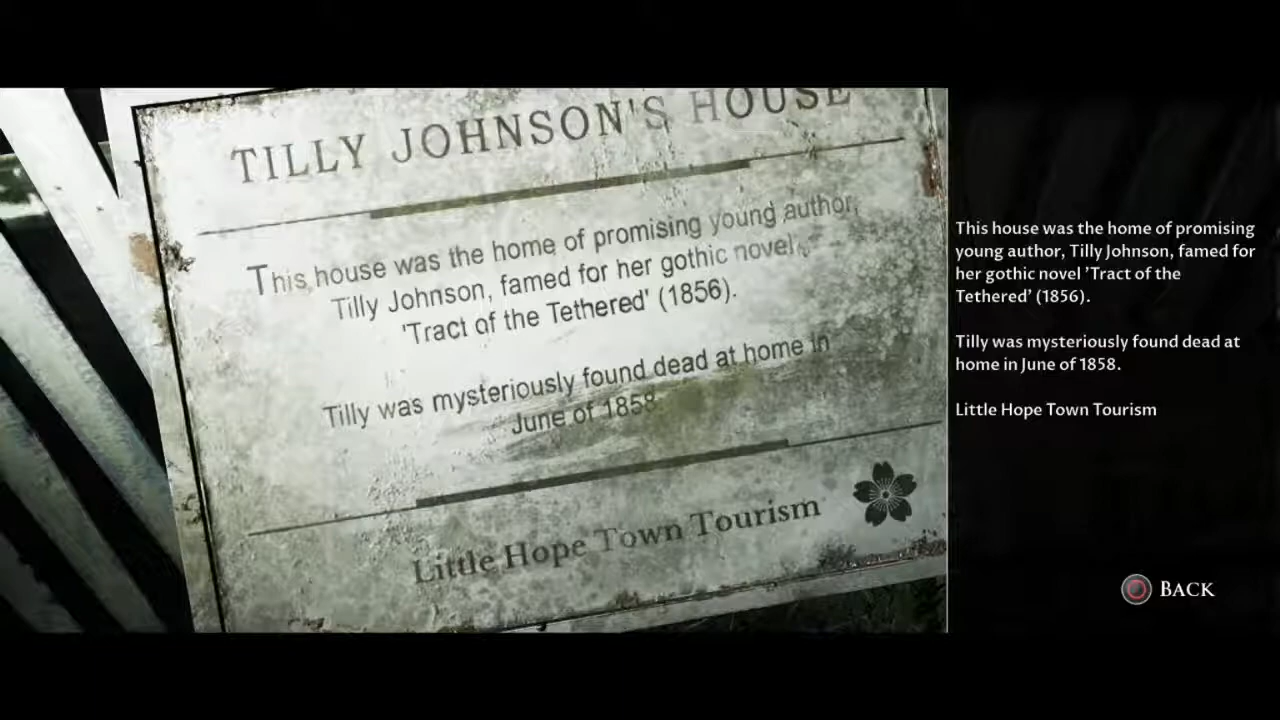 TILLY JOHNSON'S HOUSE
This house was the home of promising young author,
Tilly Johnson, famed for her gothic novel
'Tract of the Tethered' (1856).
Tilly was mysteriously found dead at home in
June of 1858.
Little Hope Town Tourism
This house was the home of promising
young author, Tilly Johnson, famed for
her gothic novel 'Tract of the
Tethered' (1856).
Tilly was mysteriously found dead at
home in June of 1858.
Little Hope Town Tourism
BACK